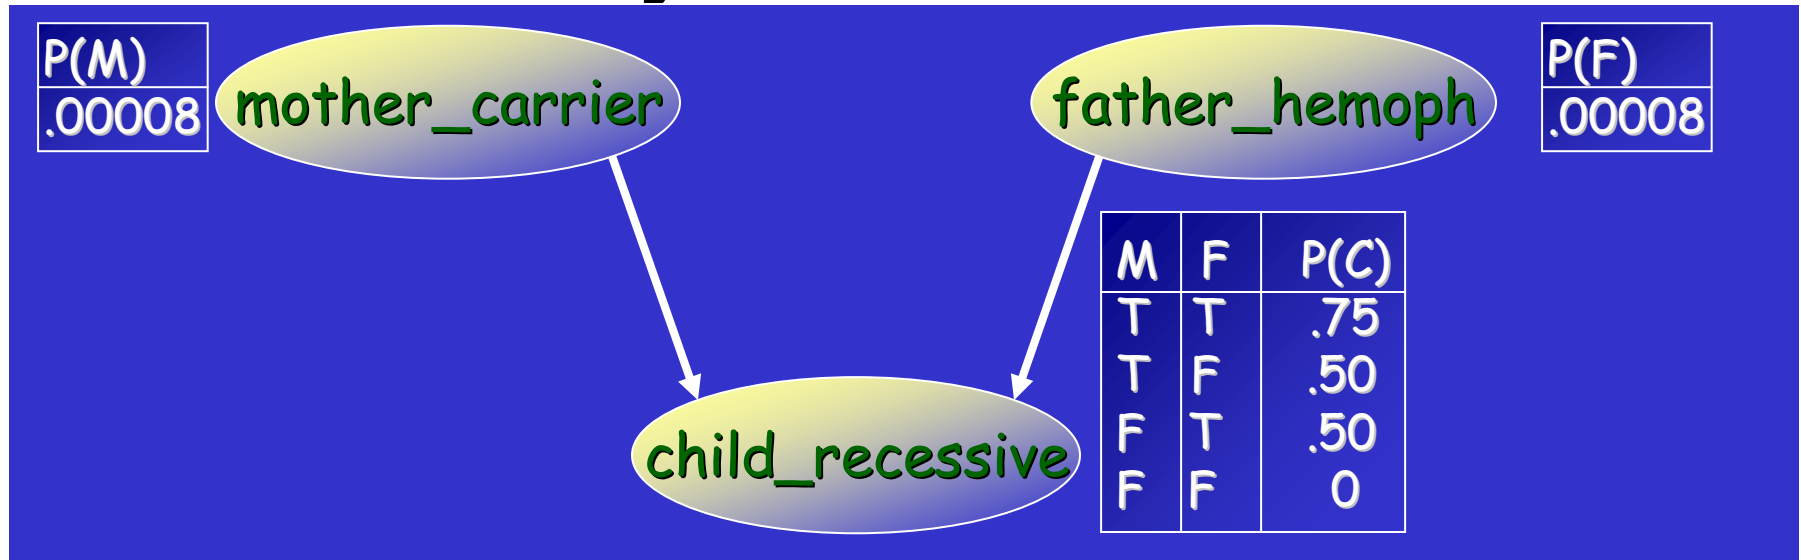 P(M)
.00008
mother_carrier
father_hemoph
P(F)
.00008
M F P(C)
T T .75
T F .50
F T .50
F F 0
child_recessive